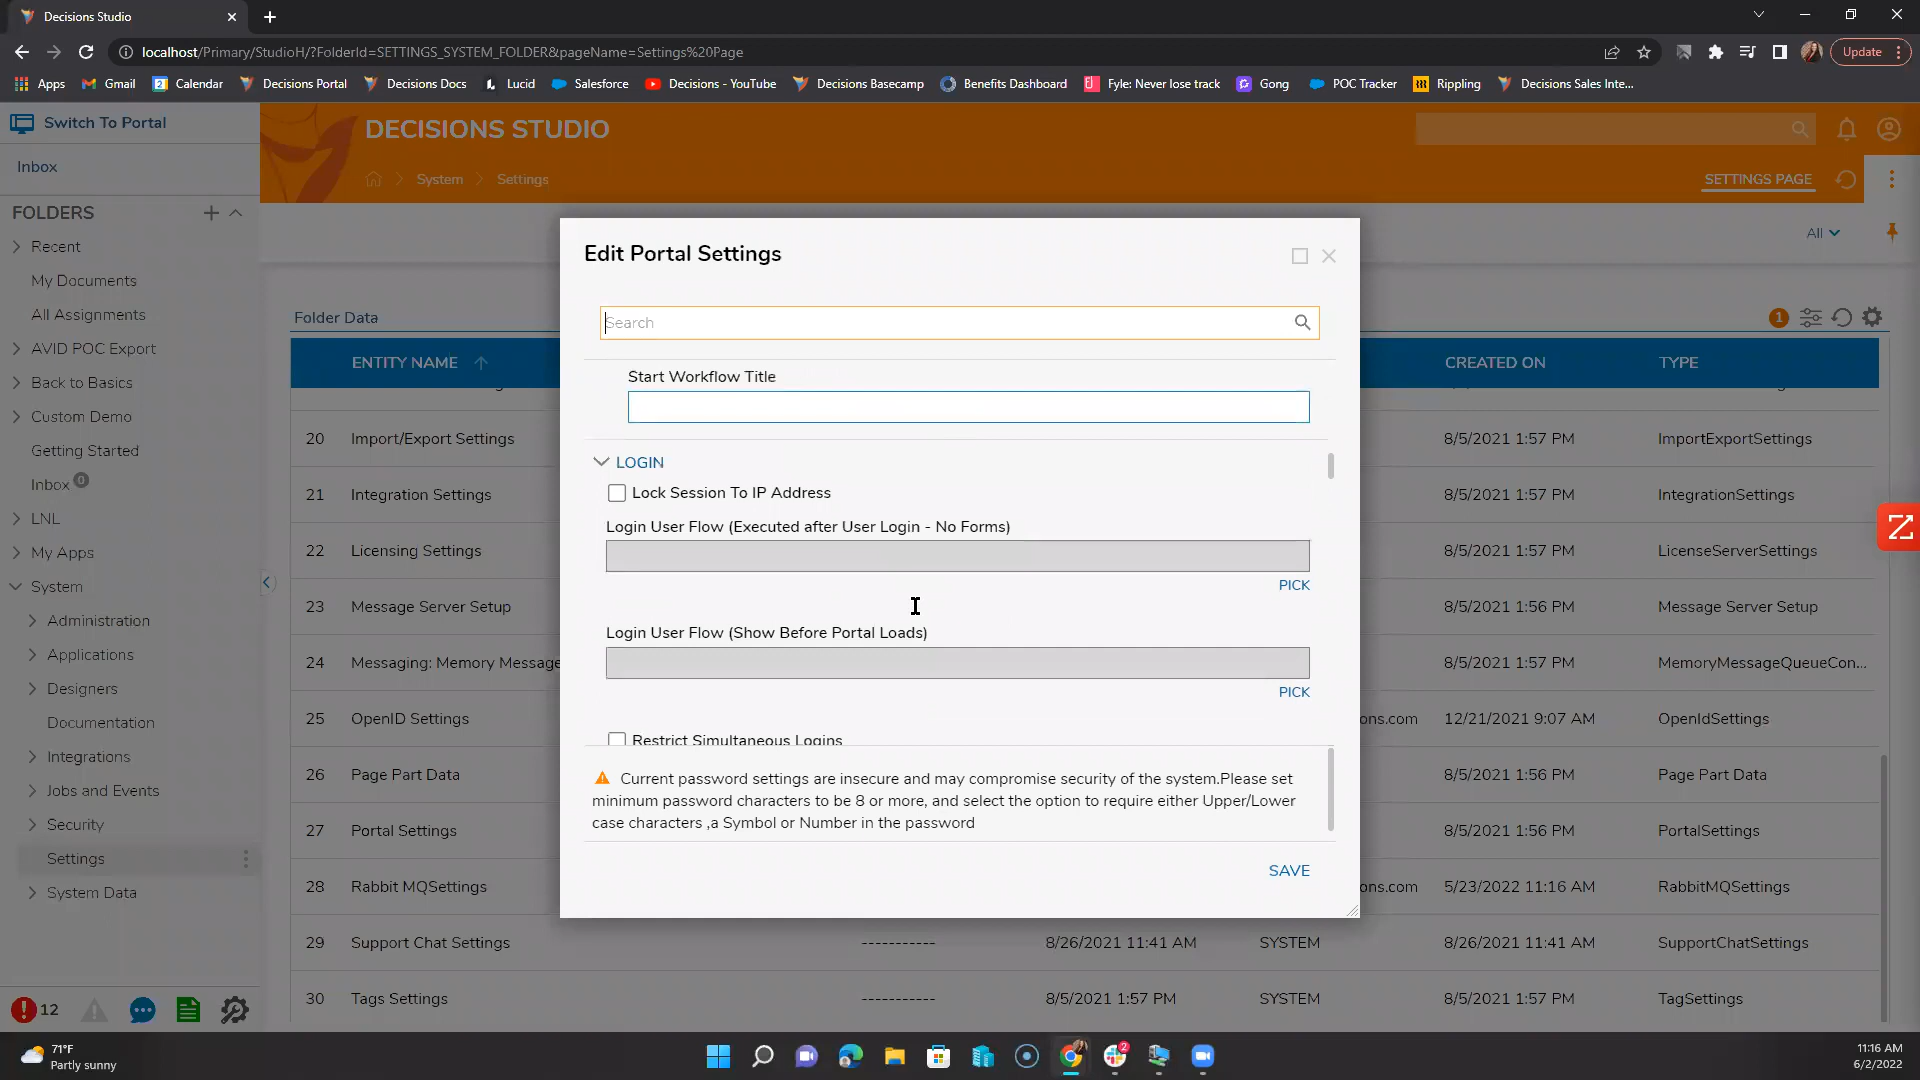 Decisions Studio
localhost/Primary/StudioH/?FolderId=SETTINGS_SYSTEM_FOLDER&pageName=Settings%20Page
Update
Apps
Gmail
Calendar
Decisions Portal
Decisions Docs
Lucid
Salesforce
Decisions - YouTube
Decisions Basecamp
Benefits Dashboard
Fyle: Never lose track
Gong
POC Tracker
Rippling
Decisions Sales Inte...
Switch To Portal
Inbox
DECISIONS STUDIO
System
Settings
SETTINGS PAGE
FOLDERS
Recent
My Documents
All Assignments
AVID POC Export
Back to Basics
Custom Demo
Getting Started
Inbox 0
LNL
My Apps
System
Administration
Applications
Designers
Documentation
Integrations
Jobs and Events
Security
Settings
System Data
12
All
Folder Data
1
ENTITY NAME
CREATED ON
TYPE
20 Import/Export Settings 8/5/2021 1:57 PM ImportExportSettings
21 Integration Settings 8/5/2021 1:57 PM IntegrationSettings
22 Licensing Settings 8/5/2021 1:57 PM LicenseServerSettings
23 Message Server Setup 8/5/2021 1:56 PM Message Server Setup
24 Messaging: Memory Message 8/5/2021 1:57 PM MemoryMessageQueueCon...
25 OpenID Settings ons.com 12/21/2021 9:07 AM OpenIdSettings
26 Page Part Data 8/5/2021 1:56 PM Page Part Data
27 Portal Settings 8/5/2021 1:56 PM PortalSettings
28 Rabbit MQSettings ons.com 5/23/2022 11:16 AM RabbitMQSettings
29 Support Chat Settings ----------- 8/26/2021 11:41 AM SYSTEM 8/26/2021 11:41 AM SupportChatSettings
30 Tags Settings ----------- 8/5/2021 1:57 PM SYSTEM 8/5/2021 1:57 PM TagSettings
Edit Portal Settings
Search
Start Workflow Title
LOGIN
Lock Session To IP Address
Login User Flow (Executed after User Login - No Forms)
PICK
Login User Flow (Show Before Portal Loads)
PICK
Restrict Simultaneous Logins
Current password settings are insecure and may compromise security of the system.Please set
minimum password characters to be 8 or more, and select the option to require either Upper/Lower
case characters ,a Symbol or Number in the password
SAVE
71°F
Partly sunny
2
11:16 AM
6/2/2022